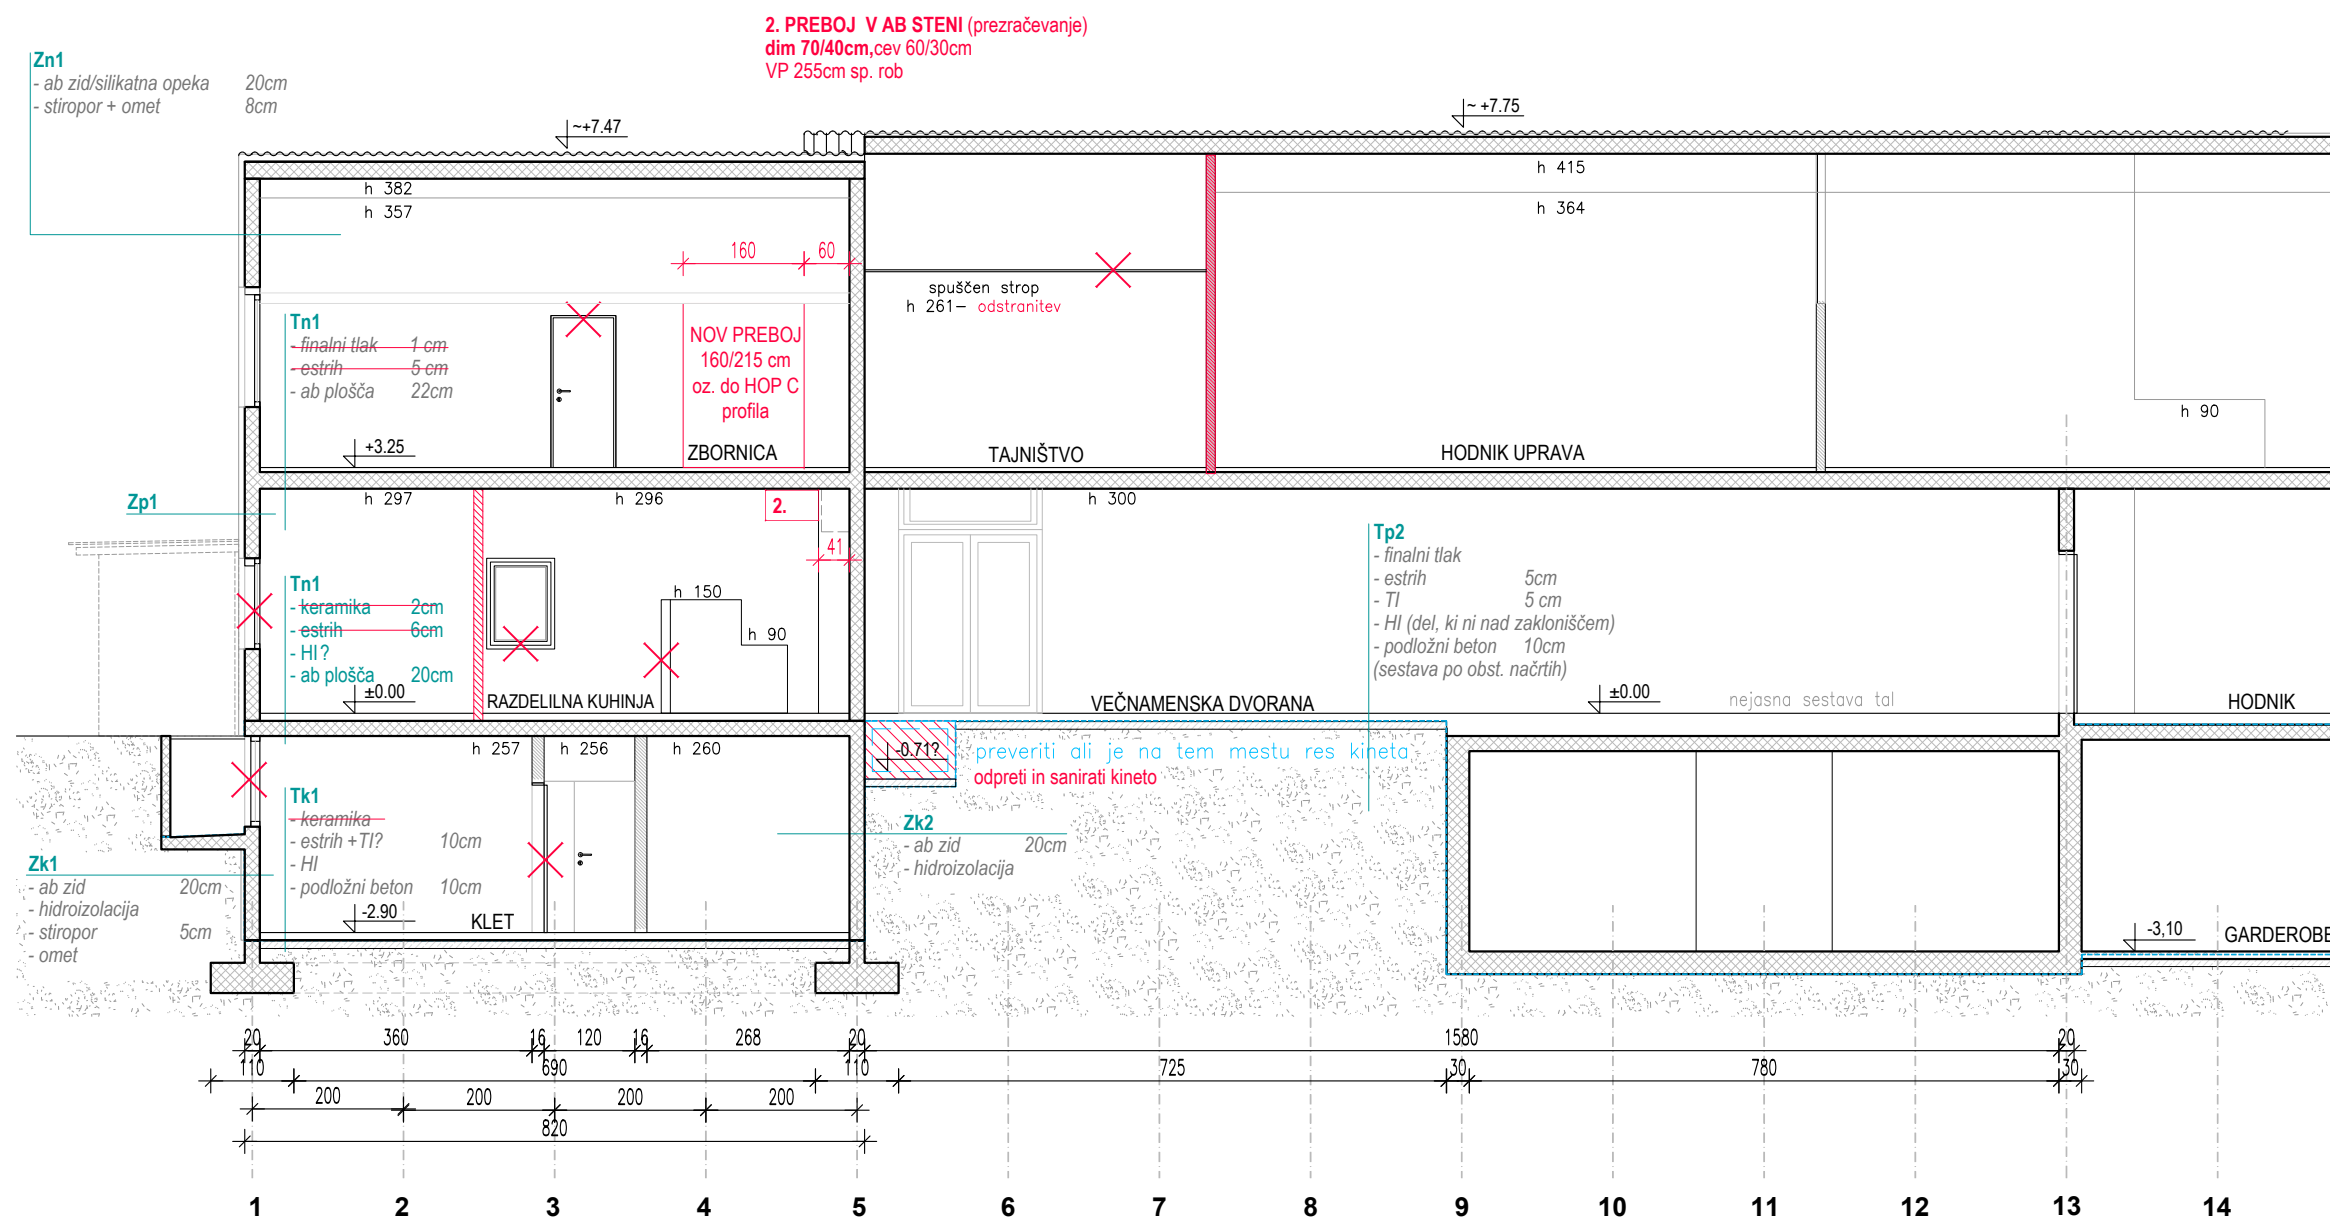 2. PREBOJ V AB STENI (prezračevanje)
dim 70/40cm,cev 60/30cm
VP 255cm sp. rob
Zn1
- ab zid/silikatna opeka 20cm
- stiropor + omet 8cm
~+7.47
~ +7.75
h 382
h 357
h 415
h 364
160
60
spuščen strop
h 261– odstranitev
Tn1
- finalni tlak 1 cm
- estrih 5 cm
- ab plošča 22cm
NOV PREBOJ
160/215 cm
oz. do HOP C
profila
h 90
+3.25
ZBORNICA
TAJNIŠTVO
HODNIK UPRAVA
Zp1
h 297
h 296
2.
h 300
41
Tp2
- finalni tlak
- estrih 5cm
- TI 5 cm
- HI (del, ki ni nad zakloniščem)
- podložni beton 10cm
(sestava po obst. načrtih)
Tn1
- keramika 2cm
- estrih 6cm
- HI?
- ab plošča 20cm
h 150
h 90
±0.00
RAZDELILNA KUHINJA
VEČNAMENSKA DVORANA
±0.00
nejasna sestava tal
HODNIK
h 257
h 256
h 260
-0.71?
preveriti ali je na tem mestu res kineta
odpreti in sanirati kineto
Tk1
- keramika
- estrih +TI? 10cm
- HI
- podložni beton 10cm
Zk2
- ab zid 20cm
- hidroizolacija
Zk1
- ab zid 20cm
- hidroizolacija
- stiropor 5cm
- omet
-2.90
KLET
-3,10
GARDEROBE
20 360 16 120 16 268 20 1580 20
110 690 110 725 30 780 30
200 200 200 200
820
1 2 3 4 5 6 7 8 9 10 11 12 13 14